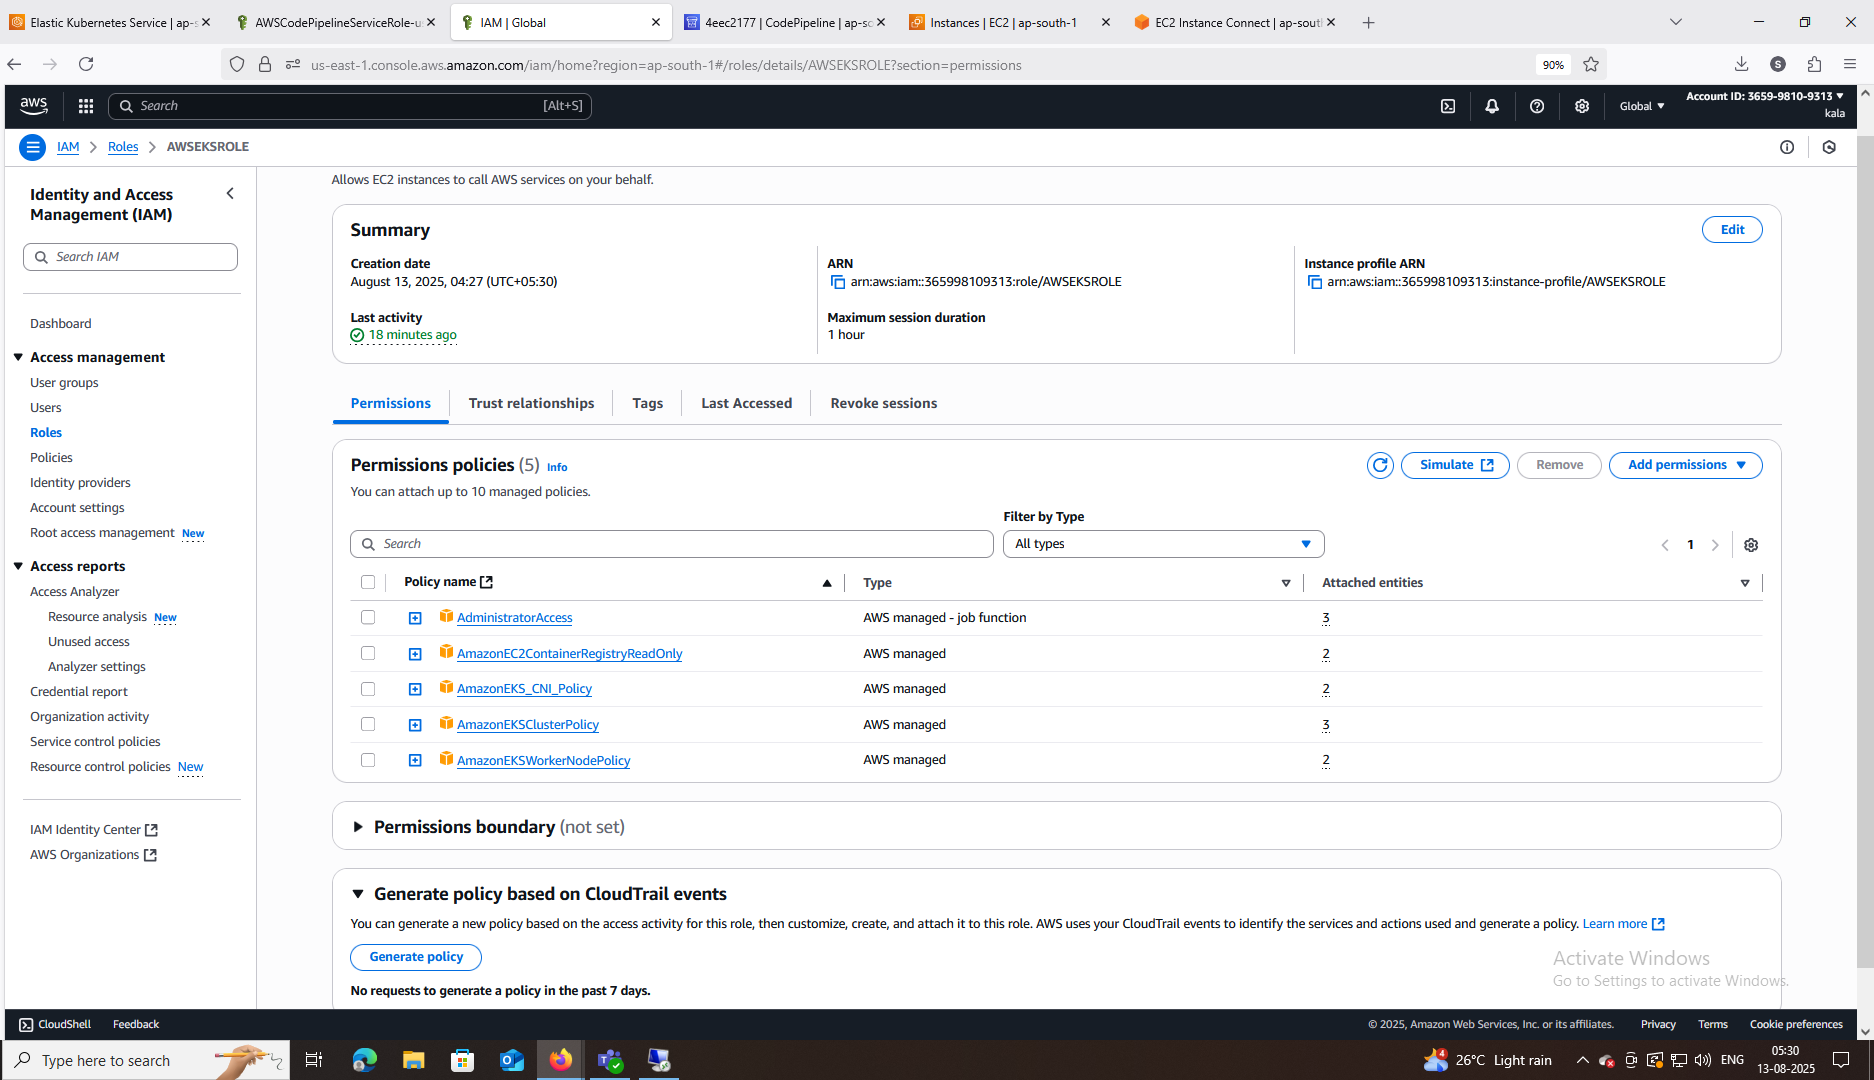 Elastic Kubernetes Service | ap-s
AWSCodePipelineServiceRole-u
IAM | Global
4eec2177 | CodePipeline | ap-so
Instances | EC2 | ap-south-1
EC2 Instance Connect | ap-sout
us-east-1.console.aws.amazon.com/iam/home?region=ap-south-1#/roles/details/AWSEKSROLE?section=permissions
90%
S
aws
Search
[Alt+S]
Global
Account ID: 3659-9810-9313
kala
IAM
Roles
AWSEKSROLE
Identity and Access
Management (IAM)
Search IAM
Dashboard
Access management
User groups
Users
Roles
Policies
Identity providers
Account settings
Root access management New
Access reports
Access Analyzer
Resource analysis New
Unused access
Analyzer settings
Credential report
Organization activity
Service control policies
Resource control policies New
IAM Identity Center
AWS Organizations
Allows EC2 instances to call AWS services on your behalf.
Summary
Edit
Creation date
August 13, 2025, 04:27 (UTC+05:30)
ARN
arn:aws:iam::365998109313:role/AWSEKSROLE
Instance profile ARN
arn:aws:iam::365998109313:instance-profile/AWSEKSROLE
Last activity
18 minutes ago
Maximum session duration
1 hour
Permissions
Trust relationships
Tags
Last Accessed
Revoke sessions
Permissions policies (5) Info
You can attach up to 10 managed policies.
Simulate
Remove
Add permissions
Filter by Type
Search
All types
1
Policy name
Type
Attached entities
AdministratorAccess
AWS managed - job function
3
AmazonEC2ContainerRegistryReadOnly
AWS managed
2
AmazonEKS_CNI_Policy
AWS managed
2
AmazonEKSClusterPolicy
AWS managed
3
AmazonEKSWorkerNodePolicy
AWS managed
2
Permissions boundary (not set)
Generate policy based on CloudTrail events
You can generate a new policy based on the access activity for this role, then customize, create, and attach it to this role. AWS uses your CloudTrail events to identify the services and actions used and generate a policy. Learn more
Generate policy
No requests to generate a policy in the past 7 days.
Activate Windows
Go to Settings to activate Windows.
CloudShell
Feedback
© 2025, Amazon Web Services, Inc. or its affiliates.
Privacy
Terms
Cookie preferences
Type here to search
4
26°C Light rain
ENG
05:30
13-08-2025